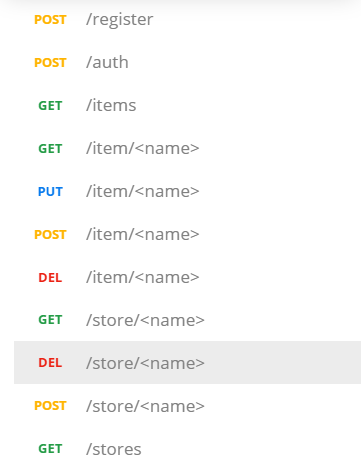 POST /register
POST /auth
GET /items
GET /item/<name>
PUT /item/<name>
POST /item/<name>
DEL /item/<name>
GET /store/<name>
DEL /store/<name>
POST /store/<name>
GET /stores